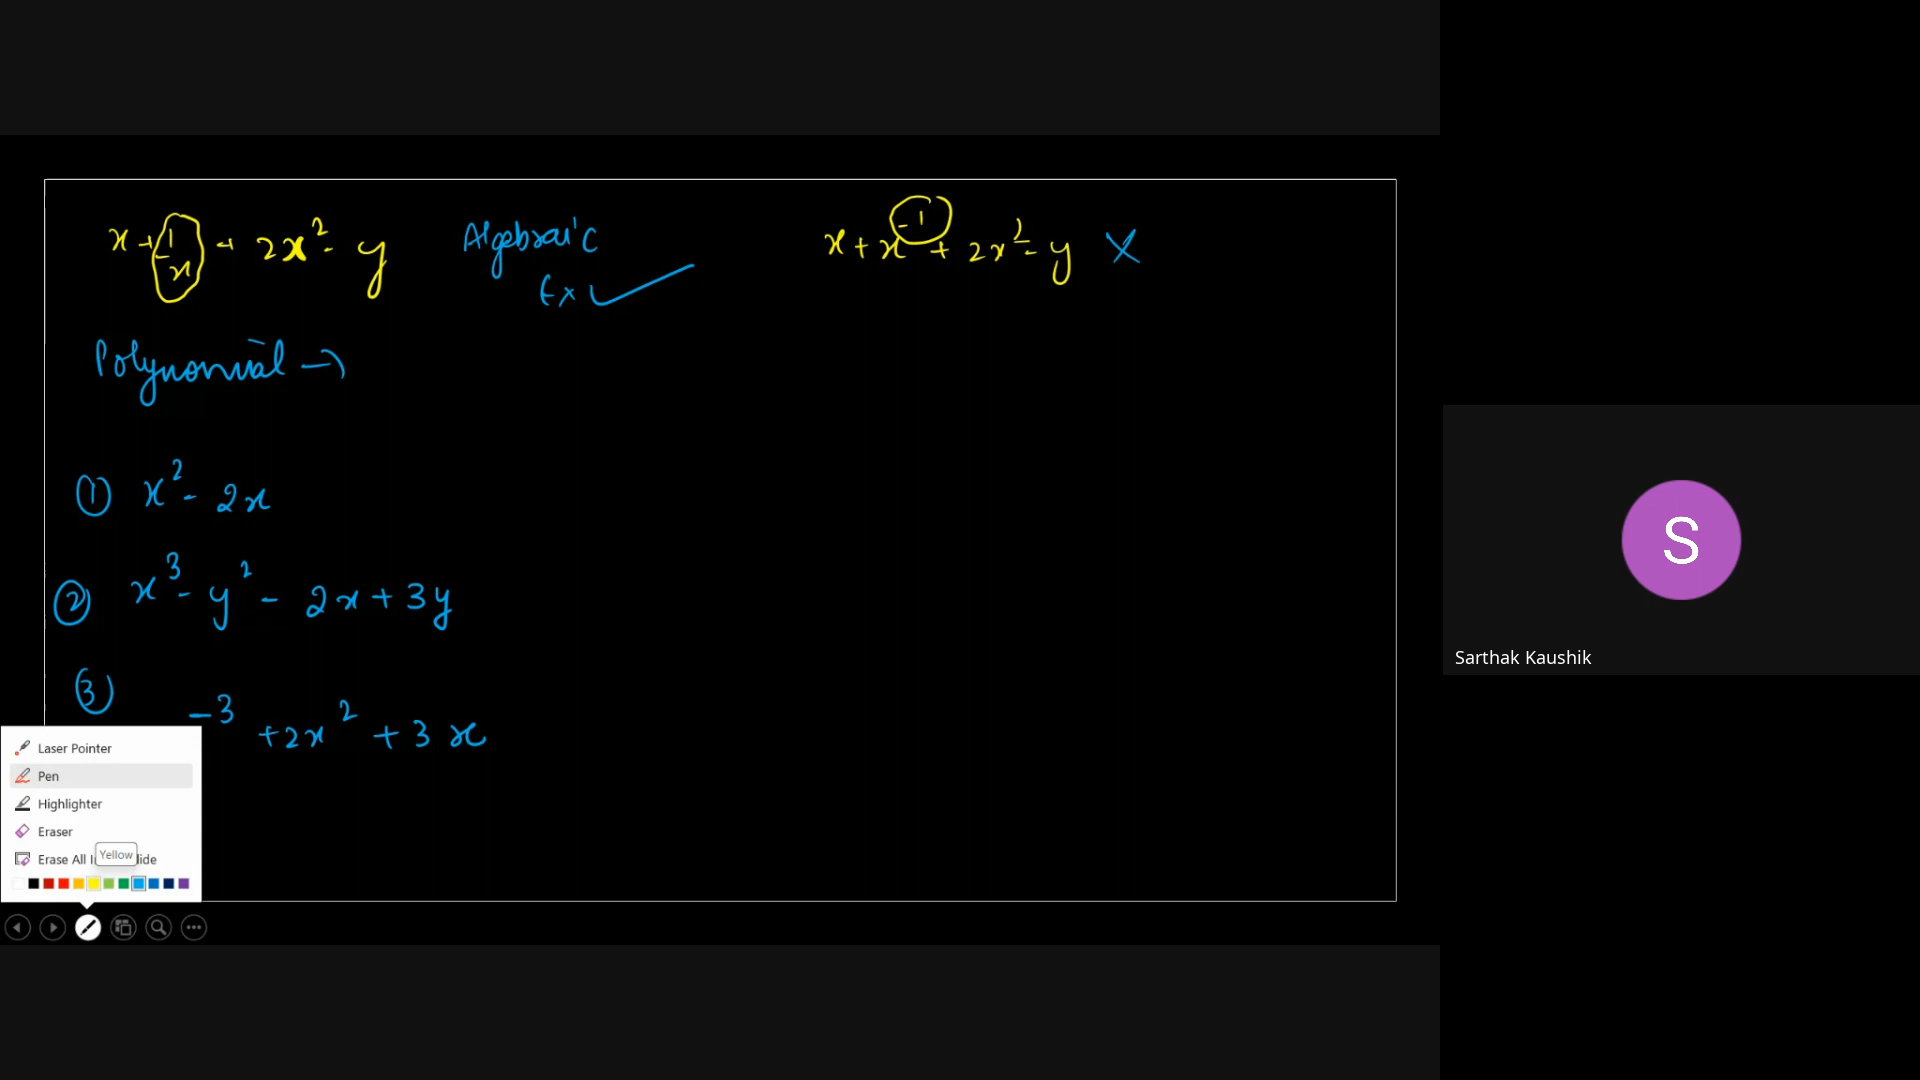 x + 1/x + 2x² - y Algebraic Ex ✓
x + x⁻¹ + 2x² - y X
Polynomial →
① x² - 2x
② x³ - y² - 2x + 3y
③ ⁻³ + 2x² + 3x
Laser Pointer
Pen
Highlighter
Eraser
Erase All lide
Yellow
S
Sarthak Kaushik